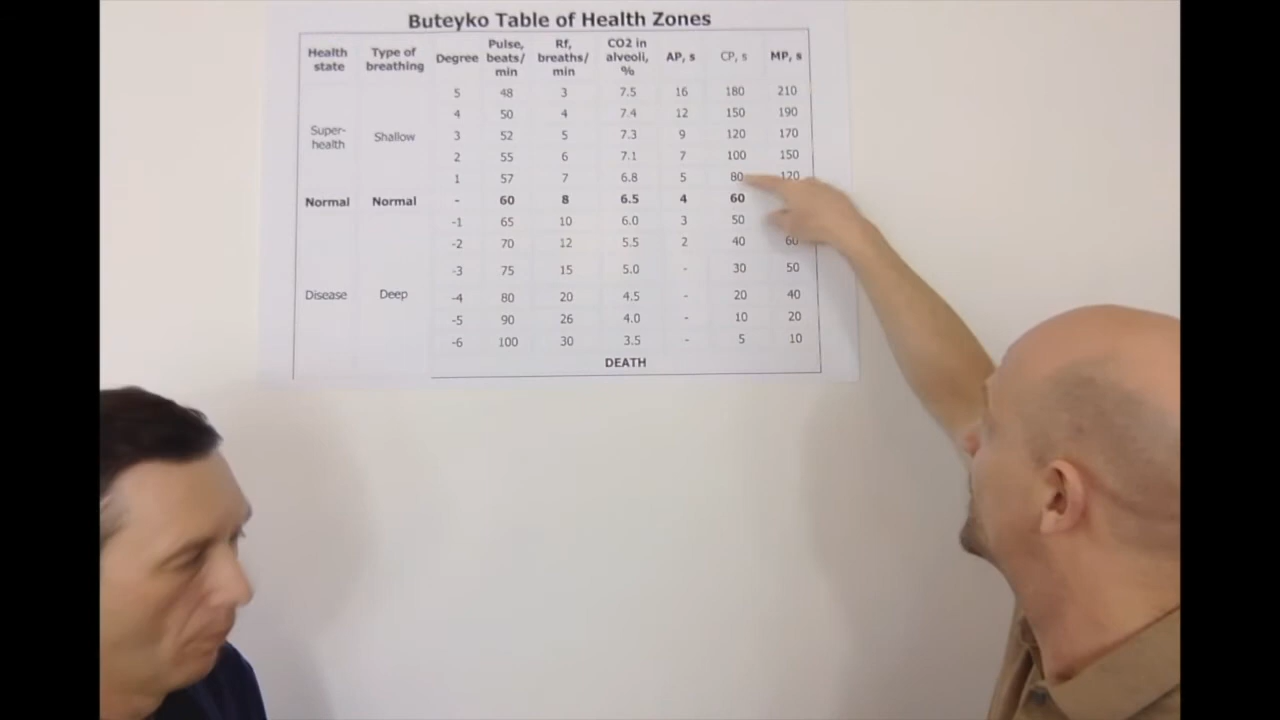 Buteyko Table of Health Zones
Health state Type of breathing Degree Pulse, beats/ min Rf, breaths/ min CO2 in alveoli, % AP, s CP, s MP, s
5 48 3 7.5 16 180 210
4 50 4 7.4 12 150 190
Super- health Shallow 3 52 5 7.3 9 120 170
2 55 6 7.1 7 100 150
1 57 7 6.8 5 80 120
Normal Normal - 60 8 6.5 4 60
-1 65 10 6.0 3 50
-2 70 12 5.5 2 40 60
-3 75 15 5.0 - 30 50
Disease Deep -4 80 20 4.5 - 20 40
-5 90 26 4.0 - 10 20
-6 100 30 3.5 - 5 10
DEATH